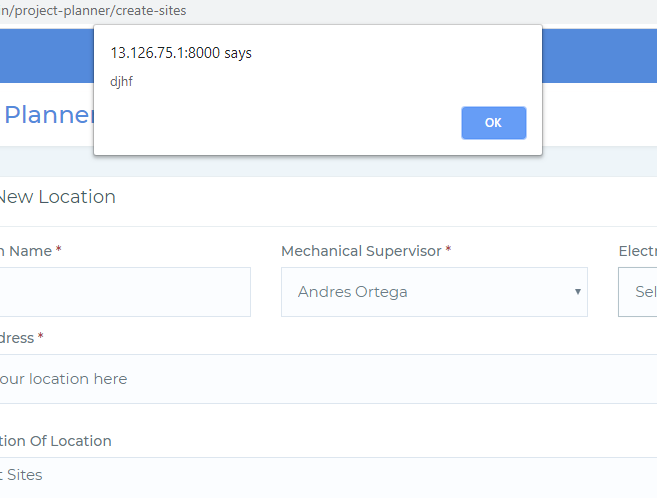 n/project-planner/create-sites
13.126.75.1:8000 says
djhf
OK
Planner
New Location
n Name *
Mechanical Supervisor *
Electr
Andres Ortega
Sel
dress *
our location here
tion Of Location
t Sites